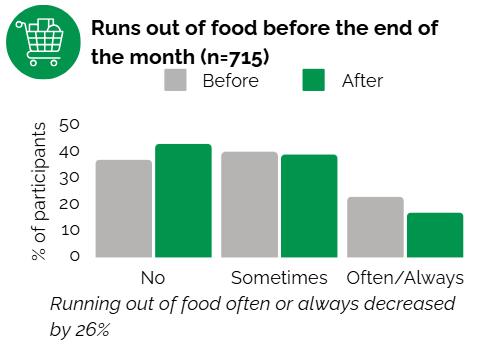 Runs out of food before the end of
the month (n=715)
Before After
% of participants
50
40
30
20
10
0
No Sometimes Often/Always
Running out of food often or always decreased
by 26%